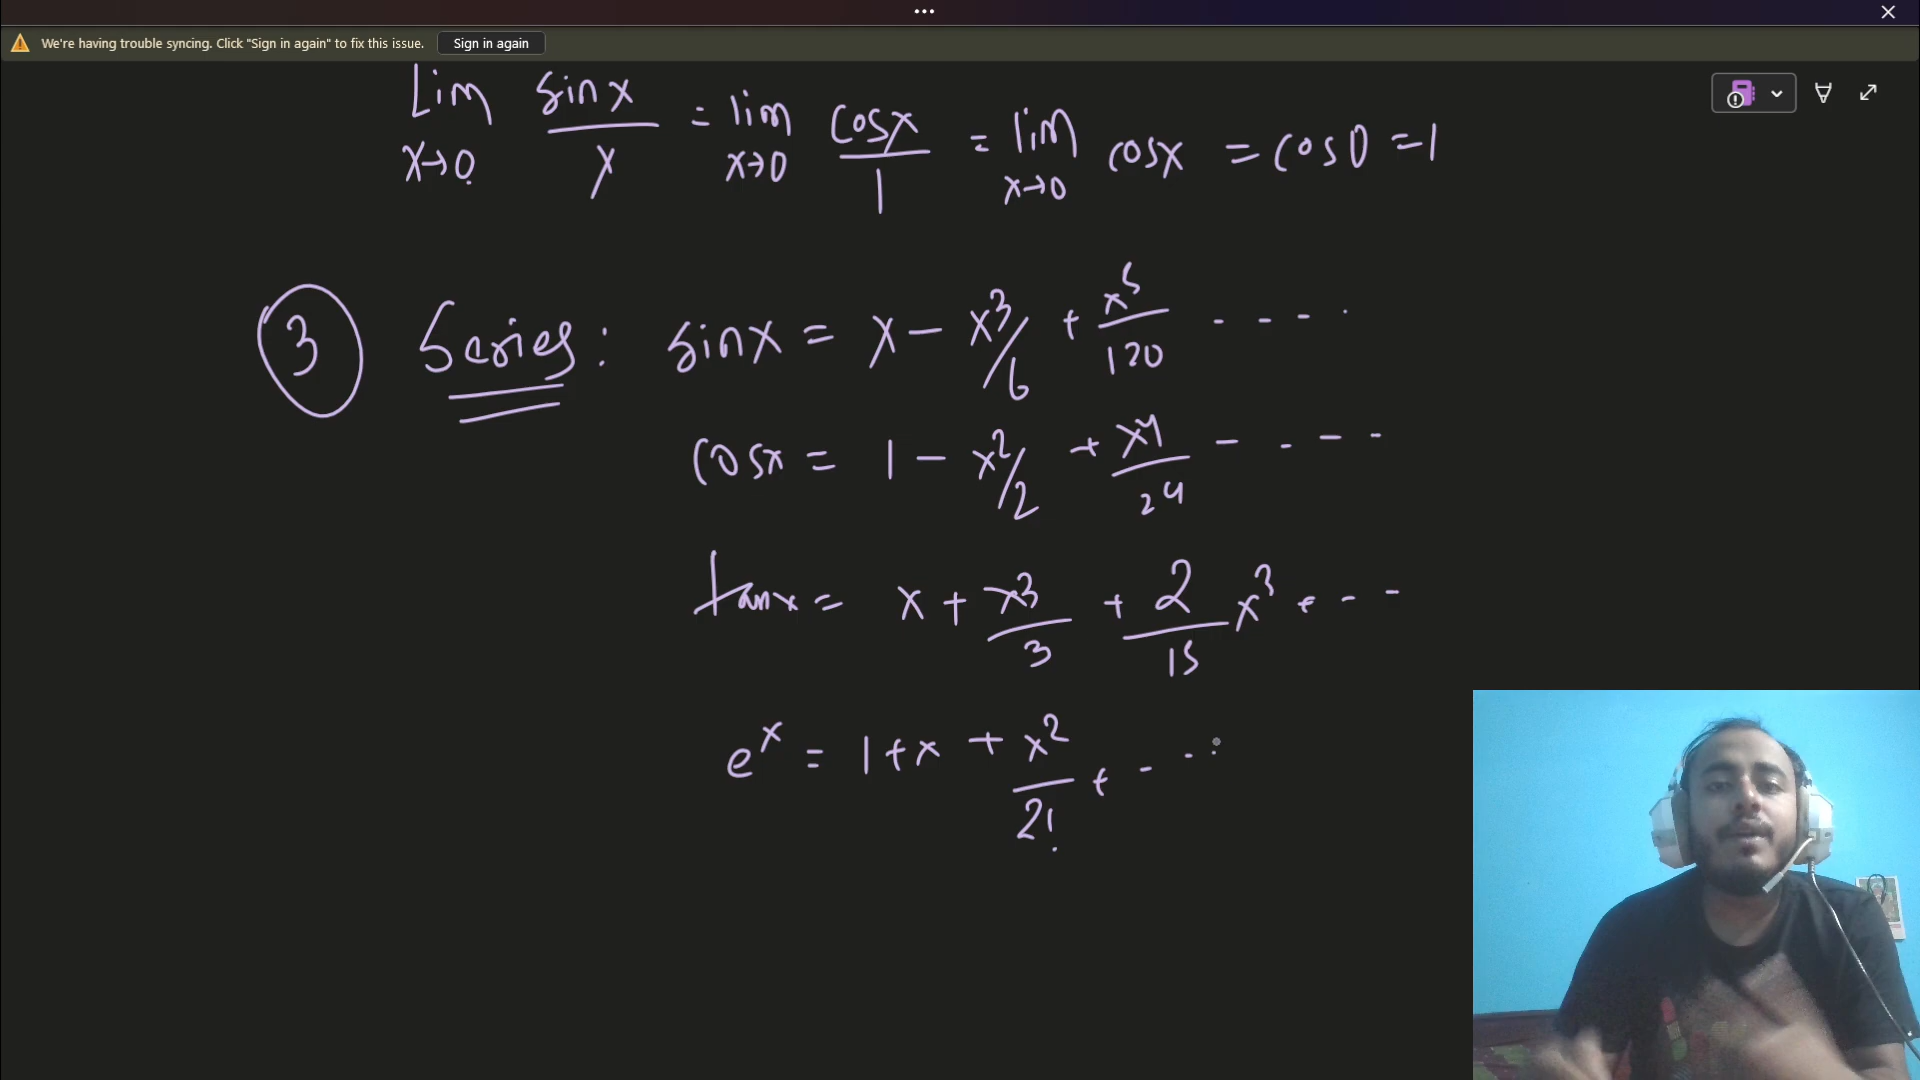 We're having trouble syncing. Click "Sign in again" to fix this issue. Sign in again
Lim x→0 sinx/x = lim x→0 cosx/1 = lim x→0 cosx = cos0 = 1
3 Series: sinx = x - x³/6 + x⁵/120 - - - -
cosx = 1 - x²/2 + x⁴/24 - - - -
tanx = x + x³/3 + 2/15 x³ + - -
eˣ = 1 + x + x²/2! + - - -